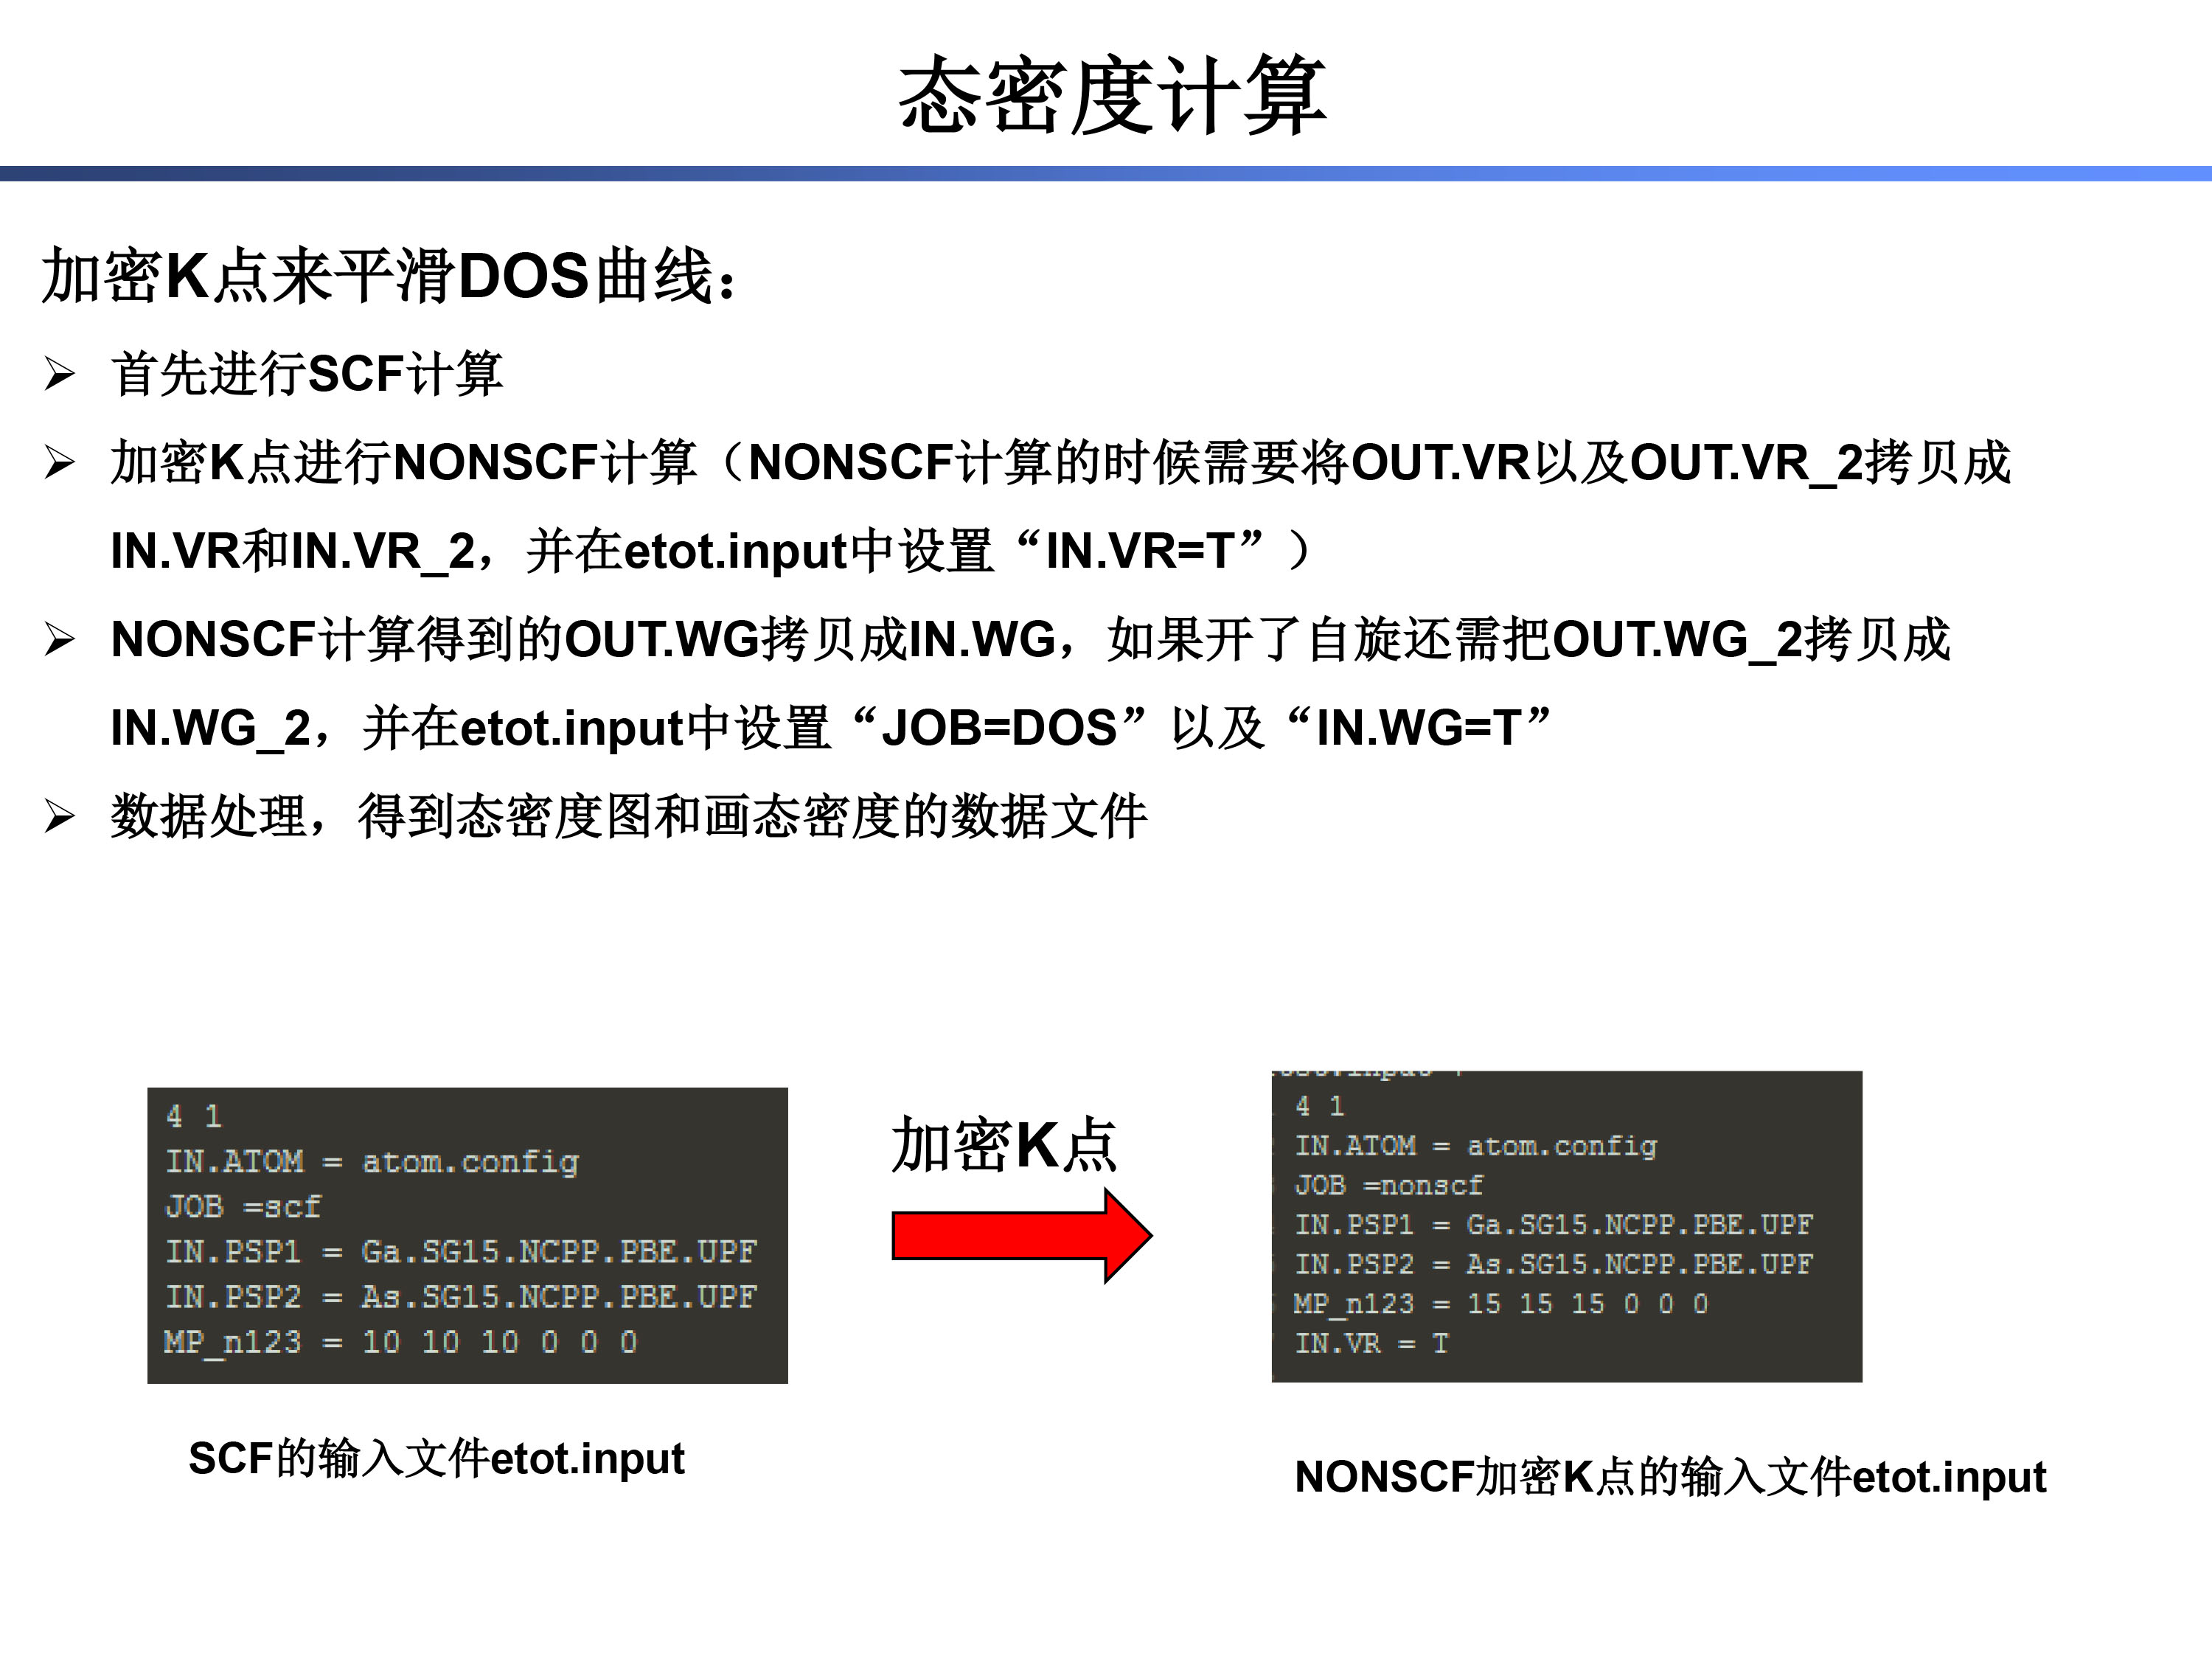 态密度计算
加密K点来平滑DOS曲线：
➢ 首先进行SCF计算
➢ 加密K点进行NONSCF计算（NONSCF计算的时候需要将OUT.VR以及OUT.VR_2拷贝成
IN.VR和IN.VR_2，并在etot.input中设置“IN.VR=T”）
➢ NONSCF计算得到的OUT.WG拷贝成IN.WG，如果开了自旋还需把OUT.WG_2拷贝成
IN.WG_2，并在etot.input中设置“JOB=DOS”以及“IN.WG=T”
➢ 数据处理，得到态密度图和画态密度的数据文件
4 1
IN.ATOM = atom.config
JOB =scf
IN.PSP1 = Ga.SG15.NCPP.PBE.UPF
IN.PSP2 = As.SG15.NCPP.PBE.UPF
MP_n123 = 10 10 10 0 0 0
SCF的输入文件etot.input
加密K点
4 1
IN.ATOM = atom.config
JOB =nonscf
IN.PSP1 = Ga.SG15.NCPP.PBE.UPF
IN.PSP2 = As.SG15.NCPP.PBE.UPF
MP_n123 = 15 15 15 0 0 0
IN.VR = T
NONSCF加密K点的输入文件etot.input